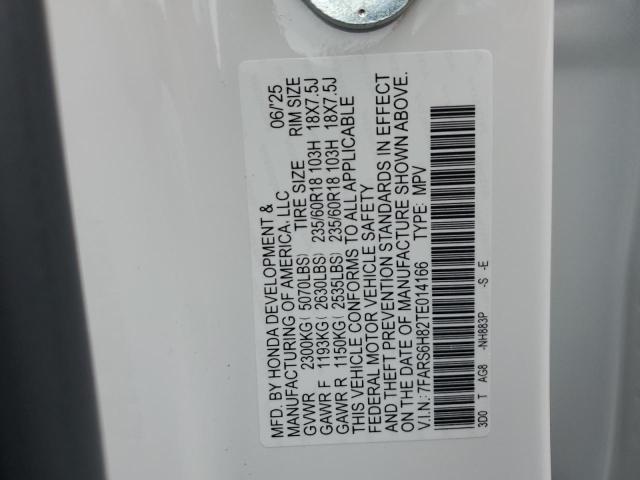 MFD. BY HONDA DEVELOPMENT & 06/25
MANUFACTURING OF AMERICA, LLC
TIRE SIZE RIM SIZE
GVWR 2300KG( 5070LBS)
GAWR F 1193KG( 2630LBS) 235/60R18 103H 18X7.5J
GAWR R 1150KG( 2535LBS) 235/60R18 103H 18X7.5J
THIS VEHICLE CONFORMS TO ALL APPLICABLE
FEDERAL MOTOR VEHICLE SAFETY
AND THEFT PREVENTION STANDARDS IN EFFECT
ON THE DATE OF MANUFACTURE SHOWN ABOVE.
V.I.N.:7FARS6H82TE014166 TYPE: MPV
3D0 T AG8 -NH883P -S -E